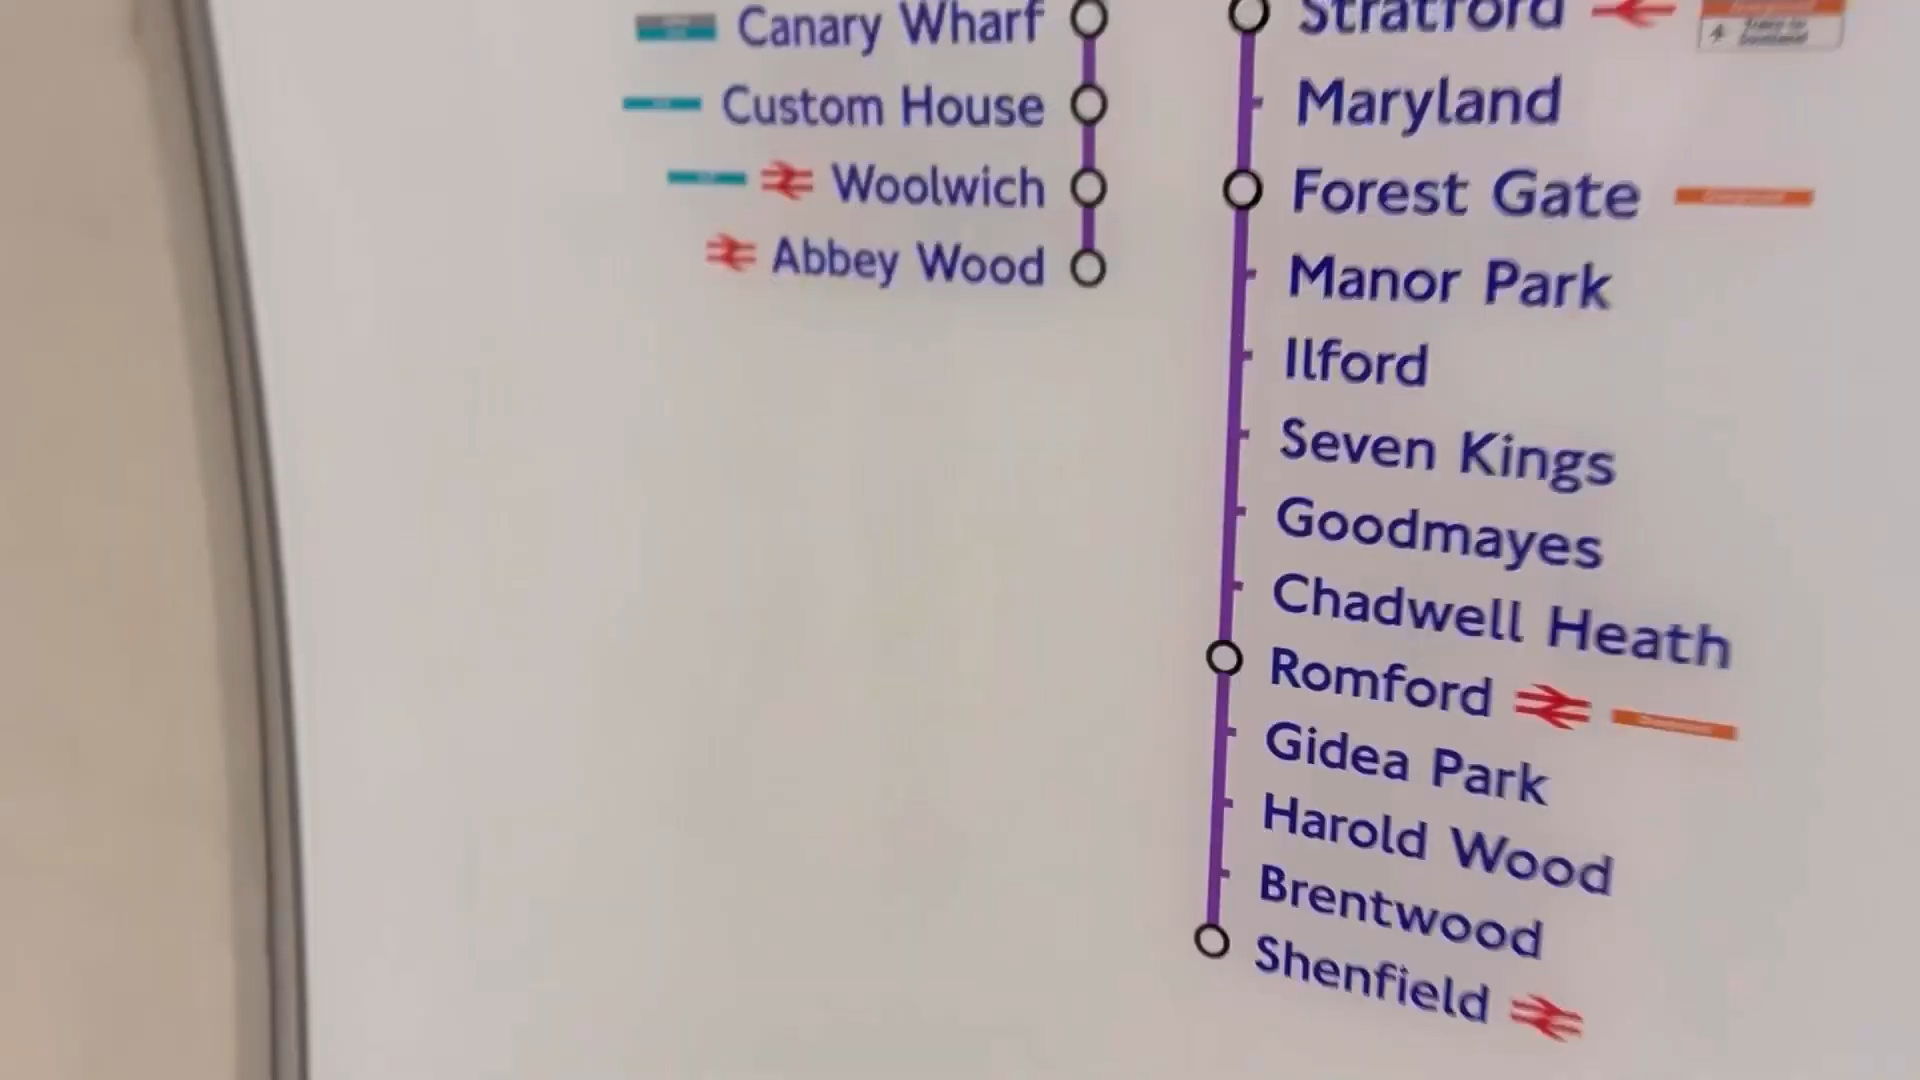 Canary Wharf
Custom House
Woolwich
Abbey Wood
Stratford
Maryland
Forest Gate
Manor Park
Ilford
Seven Kings
Goodmayes
Chadwell Heath
Romford
Gidea Park
Harold Wood
Brentwood
Shenfield